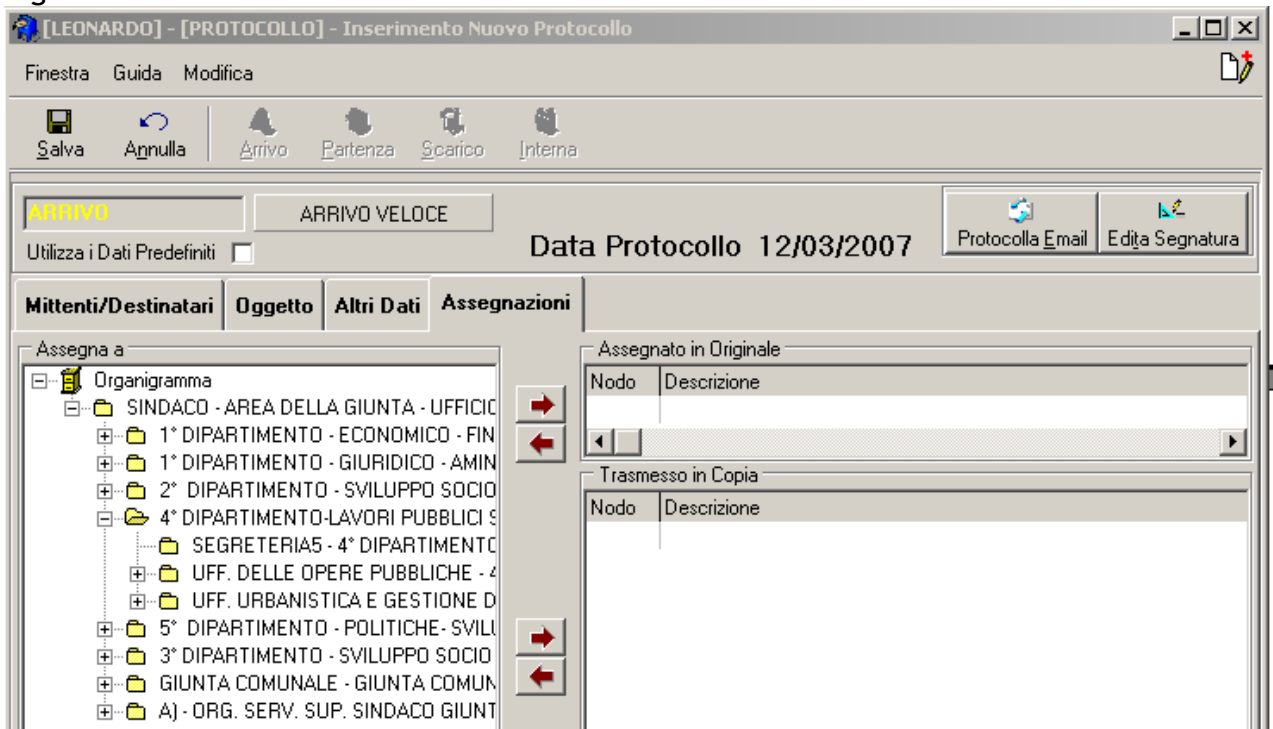 [LEONARDO] - [PROTOCOLLO] - Inserimento Nuovo Protocollo
Finestra Guida Modifica
Salva Annulla Arrivo Partenza Scarico Interna
ARRIVO ARRIVO VELOCE
Utilizza i Dati Predefiniti
Data Protocollo 12/03/2007
Protocolla Email Edita Segnatura
Mittenti/Destinatari Oggetto Altri Dati Assegnazioni
Assegna a
Organigramma
SINDACO - AREA DELLA GIUNTA - UFFICIO
1° DIPARTIMENTO - ECONOMICO - FIN
1° DIPARTIMENTO - GIURIDICO - AMIN
2° DIPARTIMENTO - SVILUPPO SOCIO
4° DIPARTIMENTO-LAVORI PUBBLICI S
SEGRETERIA5 - 4° DIPARTIMENTO
UFF. DELLE OPERE PUBBLICHE - 4
UFF. URBANISTICA E GESTIONE D
5° DIPARTIMENTO - POLITICHE- SVILU
3° DIPARTIMENTO - SVILUPPO SOCIO
GIUNTA COMUNALE - GIUNTA COMUN
A) - ORG. SERV. SUP. SINDACO GIUNT
Assegnato in Originale
Nodo Descrizione
Trasmesso in Copia
Nodo Descrizione